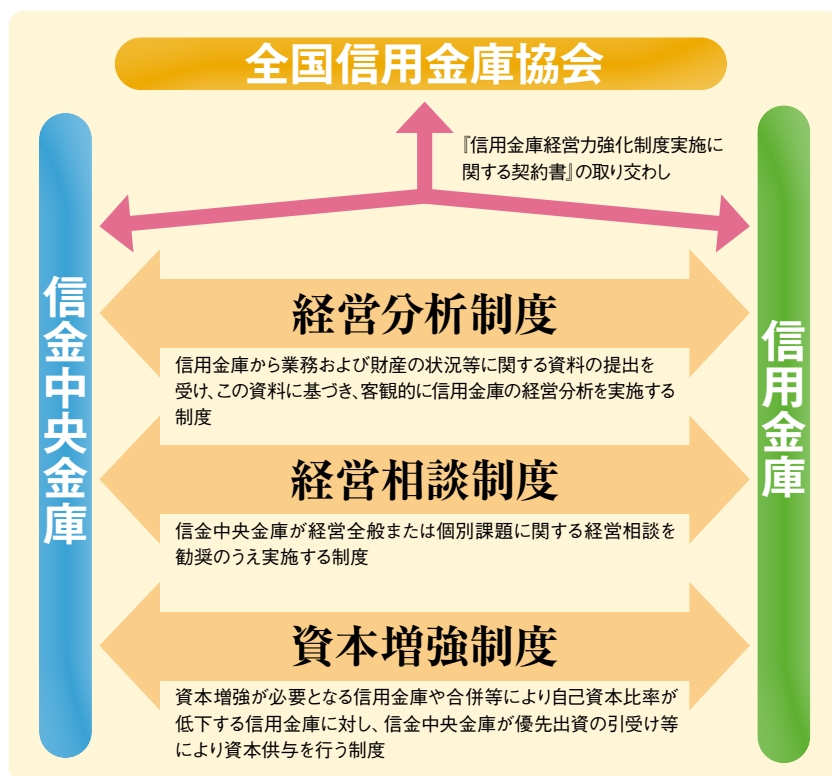 全国信用金庫協会
『信用金庫経営力強化制度実施に
関する契約書』の取り交わし
信金中央金庫
信用金庫
経営分析制度
信用金庫から業務および財産の状況等に関する資料の提出を
受け、この資料に基づき、客観的に信用金庫の経営分析を実施する
制度
経営相談制度
信金中央金庫が経営全般または個別課題に関する経営相談を
勧奨のうえ実施する制度
資本増強制度
資本増強が必要となる信用金庫や合併等により自己資本比率が
低下する信用金庫に対し、信金中央金庫が優先出資の引受け等
により資本供与を行う制度